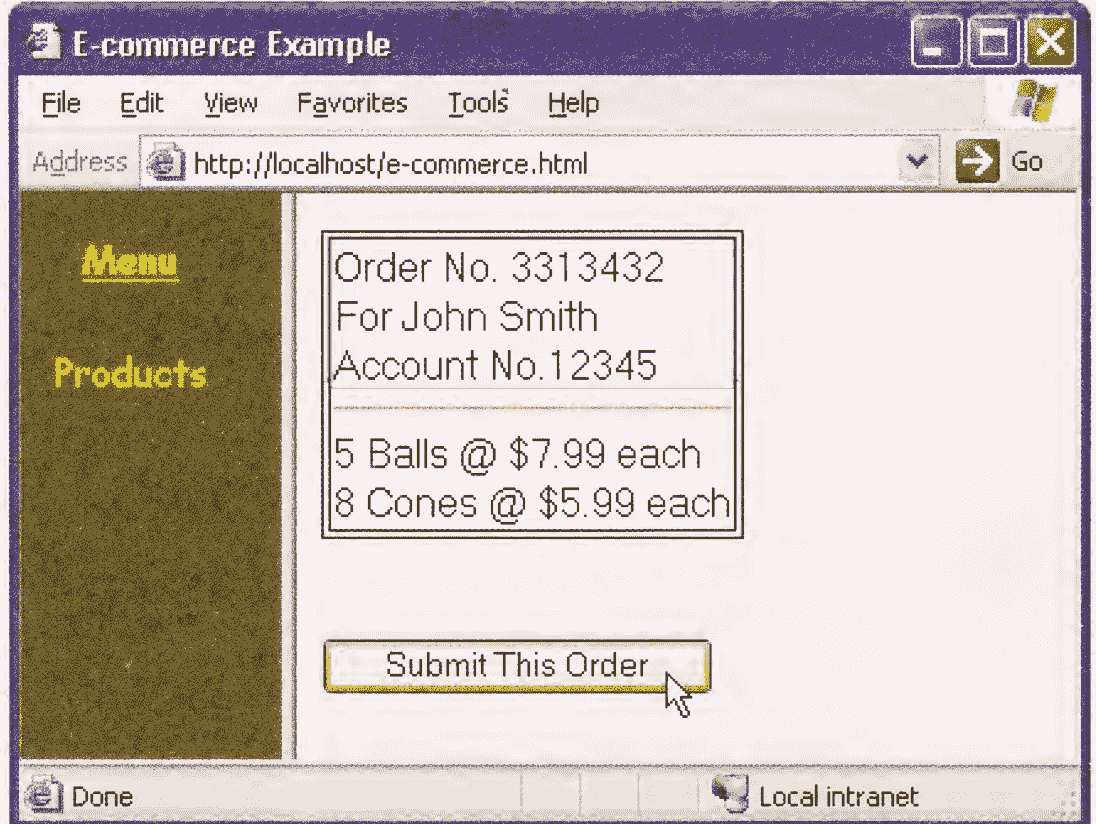 E-commerce Example
File Edit View Favorites Tools Help
Address http://localhost/e-commerce.html Go
Menu
Products
Order No. 3313432
For John Smith
Account No.12345
5 Balls @ $7.99 each
8 Cones @ $5.99 each
Submit This Order
Done Local intranet